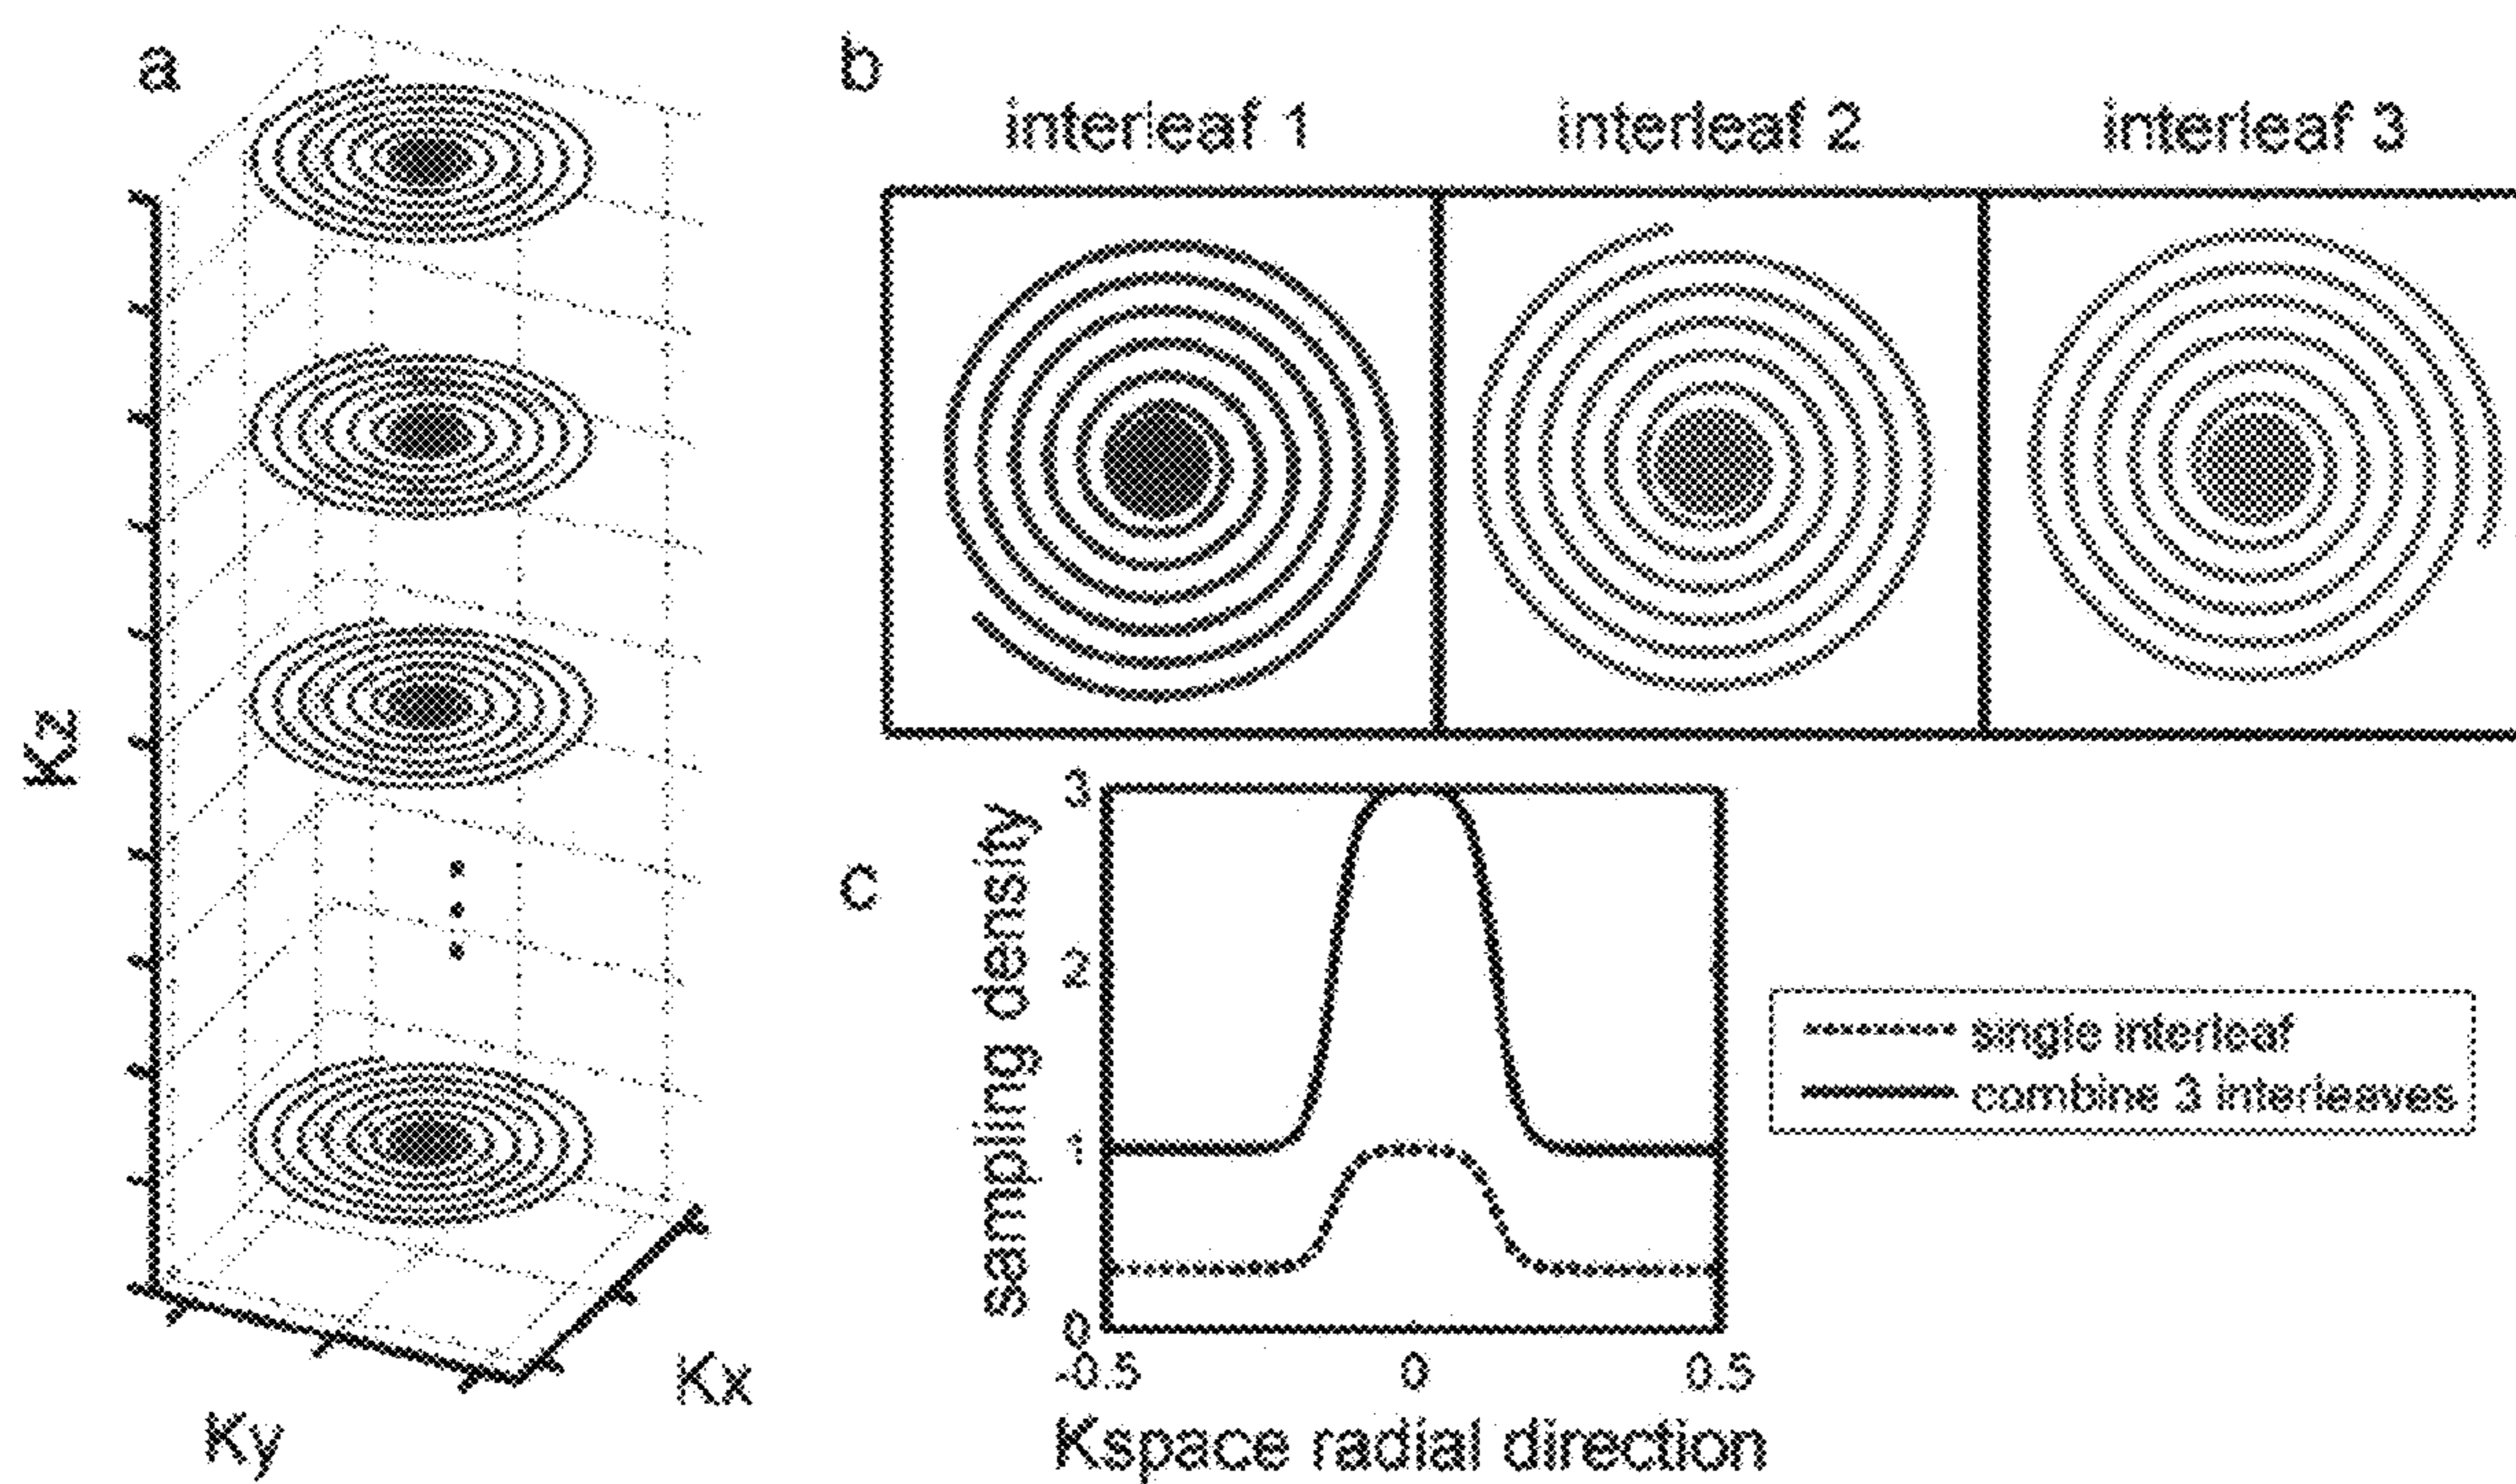 a
Kz
Ky
Kx
b
interleaf 1
interleaf 2
interleaf 3
c
sampling density
3
2
1
0
-0.5
0
0.5
Kspace radial direction
single interleaf
combine 3 interleaves